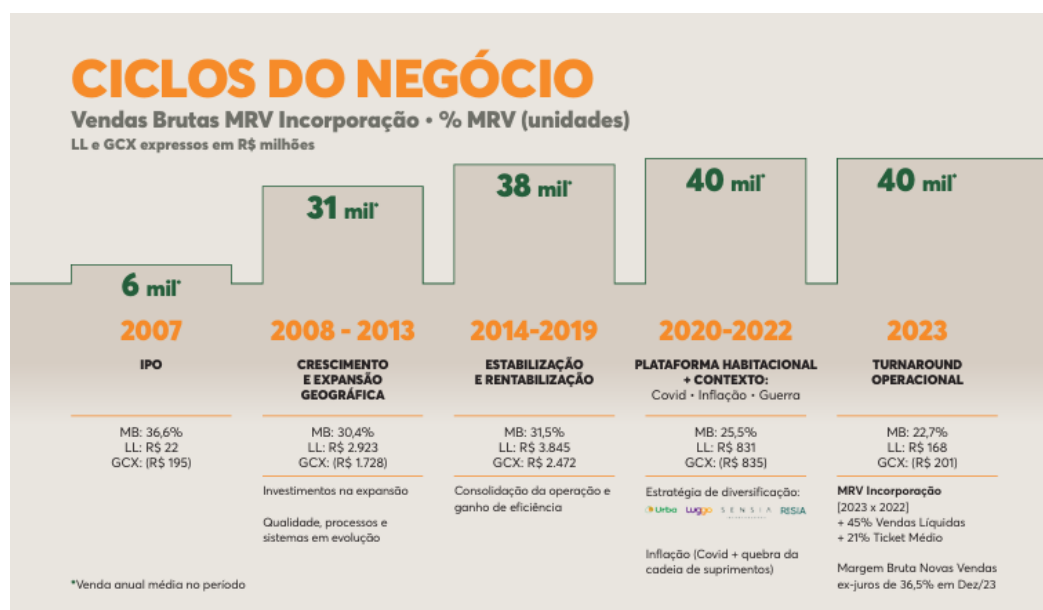 CICLOS DO NEGÓCIO
Vendas Brutas MRV Incorporação • % MRV (unidades)
LL e GCX expressos em R$ milhões
6 mil*
31 mil*
38 mil*
40 mil*
40 mil*
2007
IPO
MB: 36,6%
LL: R$ 22
GCX: (R$ 195)
2008 - 2013
CRESCIMENTO
E EXPANSÃO
GEOGRÁFICA
MB: 30,4%
LL: R$ 2.923
GCX: (R$ 1.728)
Investimentos na expansão
Qualidade, processos e
sistemas em evolução
2014-2019
ESTABILIZAÇÃO
E RENTABILIZAÇÃO
MB: 31,5%
LL: R$ 3.845
GCX: R$ 2.472
Consolidação da operação e
ganho de eficiência
2020-2022
PLATAFORMA HABITACIONAL
+ CONTEXTO:
Covid • Inflação • Guerra
MB: 25,5%
LL: R$ 831
GCX: (R$ 835)
Estratégia de diversificação:
Urba Luggo SENSIA RESIA
Inflação (Covid + quebra da
cadeia de suprimentos)
2023
TURNAROUND
OPERACIONAL
MB: 22,7%
LL: R$ 168
GCX: (R$ 201)
MRV Incorporação
[2023 x 2022]
+ 45% Vendas Líquidas
+ 21% Ticket Médio
Margem Bruta Novas Vendas
ex-juros de 36,5% em Dez/23
*Venda anual média no período